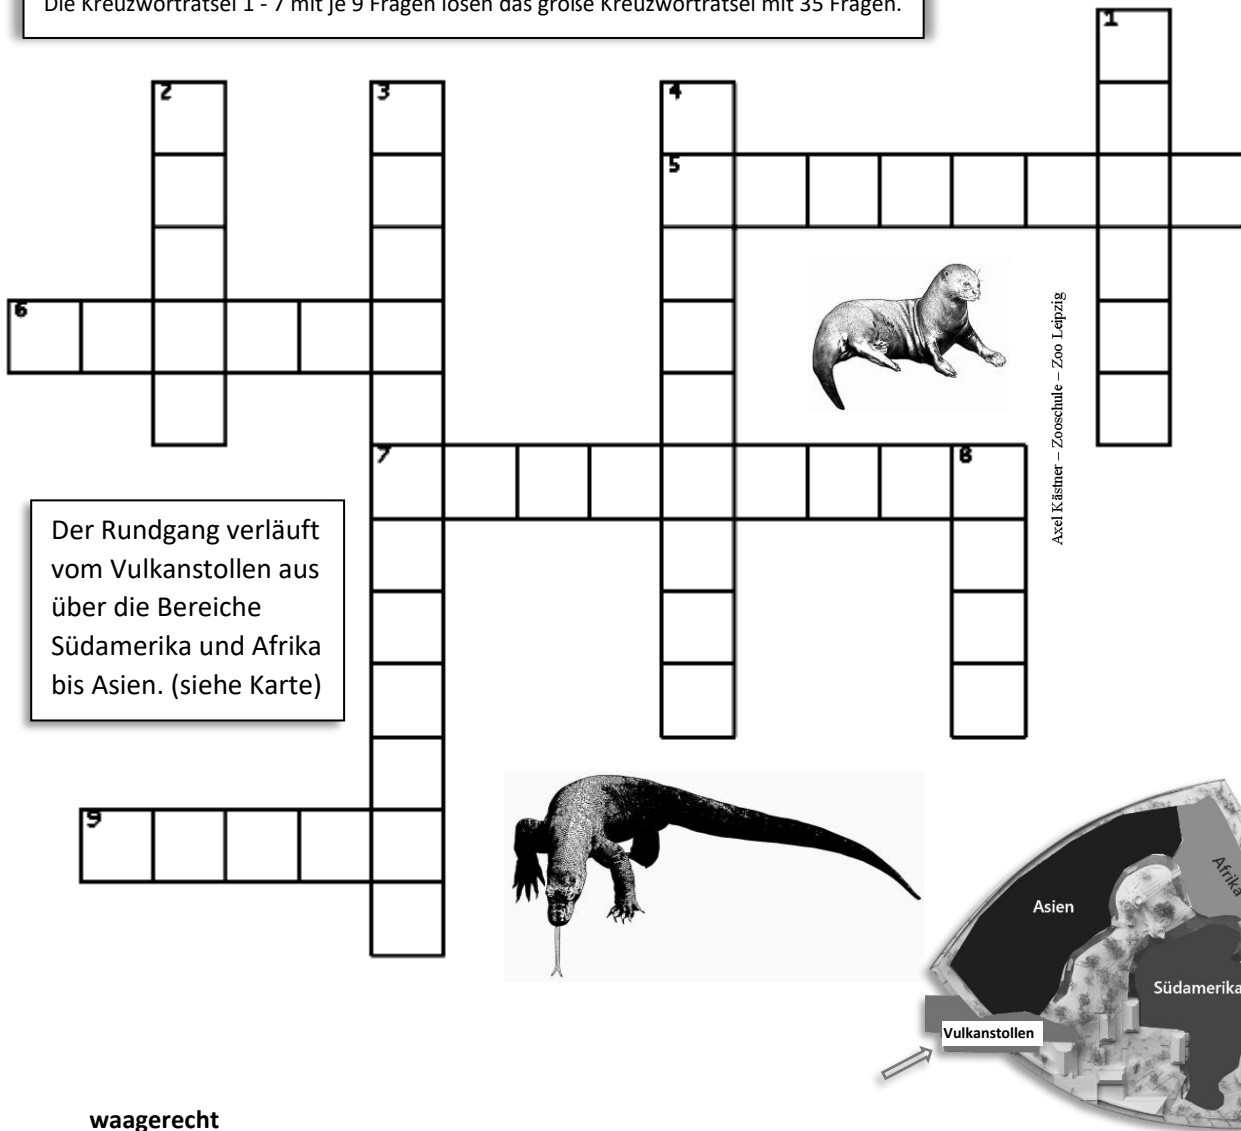 Die Kreuzworträtsel 1 - 7 mit je 9 Fragen lösen das große Kreuzworträtsel mit 35 Fragen.
1
2
3
4
5
6
7
8
9
Axel Kästner – Zooschule – Zoo Leipzig
Der Rundgang verläuft
vom Vulkanstollen aus
über die Bereiche
Südamerika und Afrika
bis Asien. (siehe Karte)
Afrika
Asien
Südamerika
Vulkanstollen
waagerecht